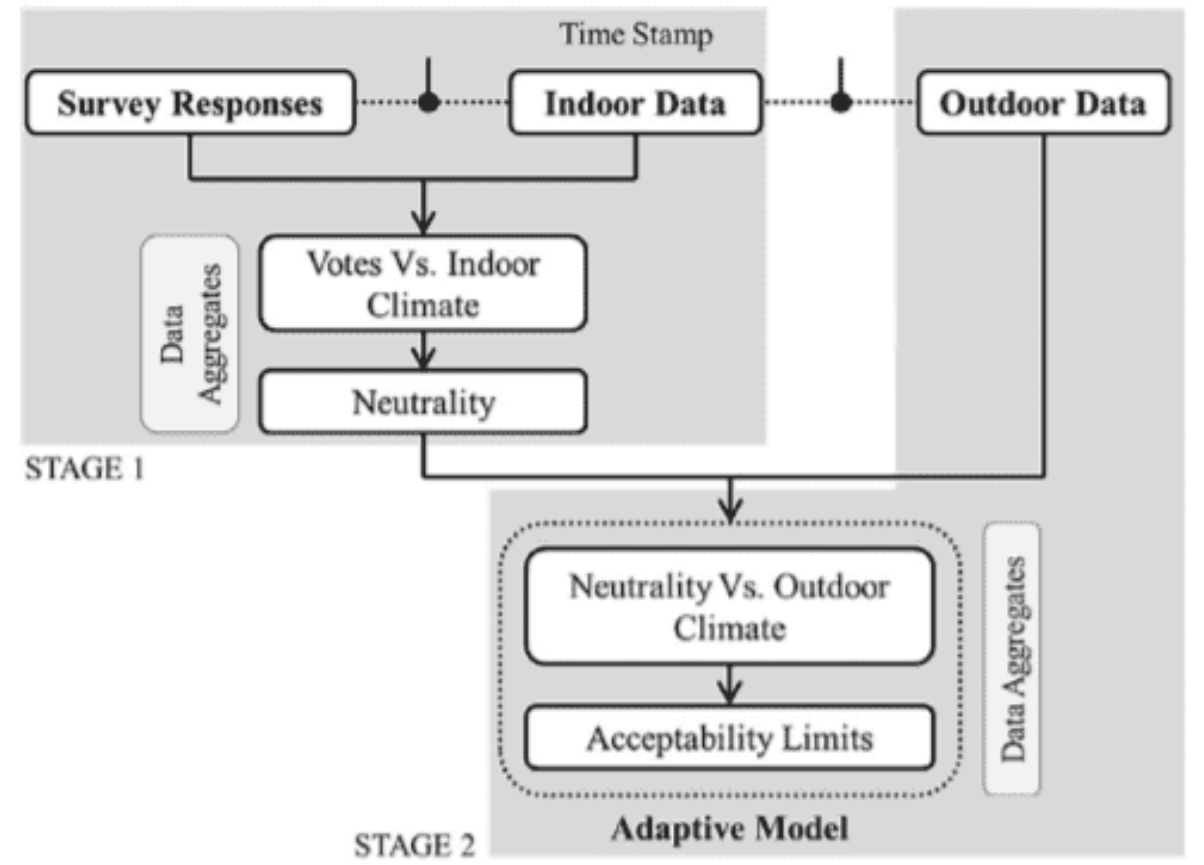 Time Stamp
Survey Responses
Indoor Data
Outdoor Data
Votes Vs. Indoor
Climate
Data
Aggregates
Neutrality
STAGE 1
Neutrality Vs. Outdoor
Climate
Data Aggregates
Acceptability Limits
Adaptive Model
STAGE 2